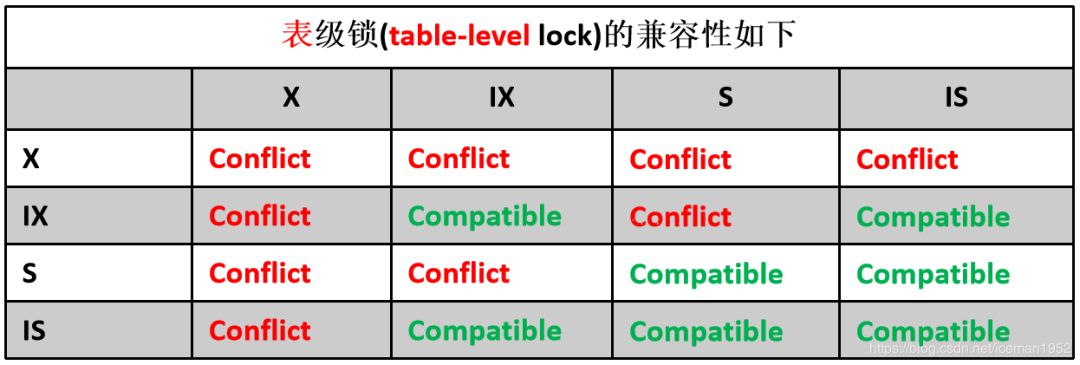 表级锁(table-level lock)的兼容性如下
X IX S IS
X Conflict Conflict Conflict Conflict
IX Conflict Compatible Conflict Compatible
S Conflict Conflict Compatible Compatible
IS Conflict Compatible Compatible Compatible
https://blog.csdn.net/iceman1952